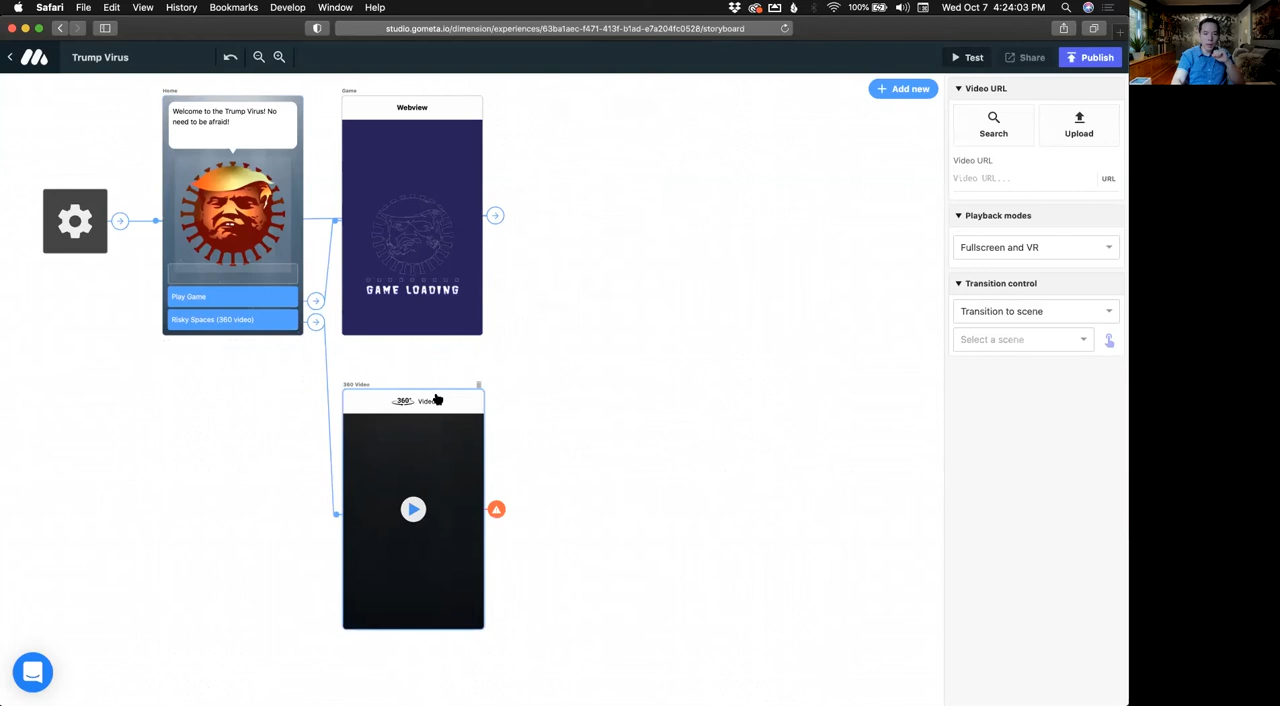 Safari File Edit View History Bookmarks Develop Window Help
100% Wed Oct 7 4:24:03 PM
studio.gometa.io/dimension/experiences/63ba1aec-f471-413f-b1ad-e7a204fc0528/storyboard
Trump Virus
Test Share Publish
Add new
Home
Welcome to the Trump Virus! No
need to be afraid!
Play Game
Risky Spaces (360 video)
Game
Webview
GAME LOADING
360 Video
360° Video
Video URL
Search Upload
Video URL
Video URL... URL
Playback modes
Fullscreen and VR
Transition control
Transition to scene
Select a scene